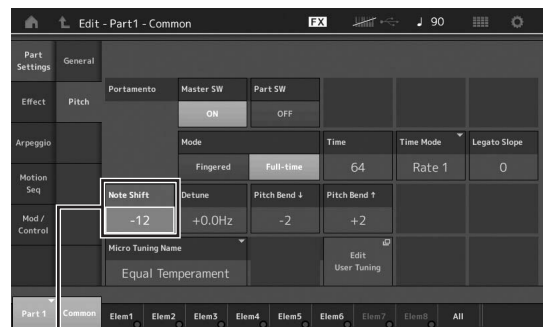 Edit - Part1 - Common FX ♩ 90
Part Settings General
Portamento Master SW Part SW
ON OFF
Effect Pitch
Arpeggio Mode Time Time Mode Legato Slope
Fingered Full-time 64 Rate 1 0
Motion Seq
Note Shift Detune Pitch Bend ↓ Pitch Bend ↑
-12 +0.0Hz -2 +2
Mod / Control
Micro Tuning Name
Equal Temperament
Edit User Tuning
Part 1 Common Elem1 Elem2 Elem3 Elem4 Elem5 Elem6 Elem7 Elem8 All